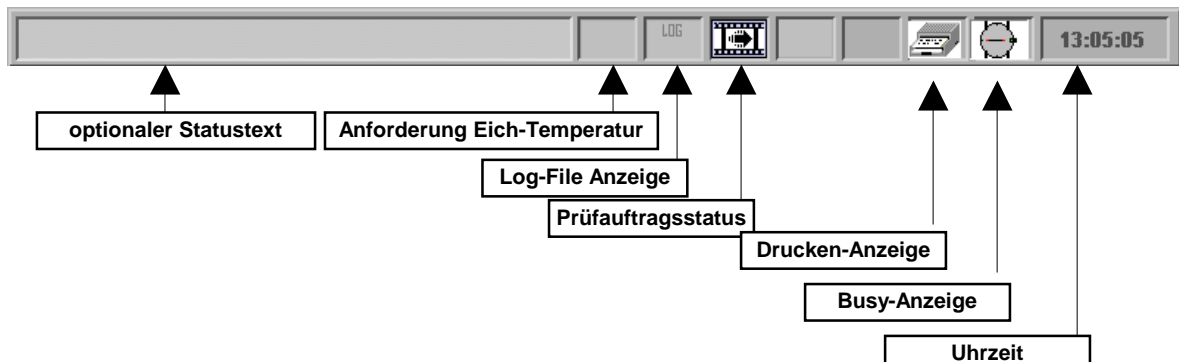 LOG
13:05:05
optionaler Statustext
Anforderung Eich-Temperatur
Log-File Anzeige
Prüfauftragsstatus
Drucken-Anzeige
Busy-Anzeige
Uhrzeit